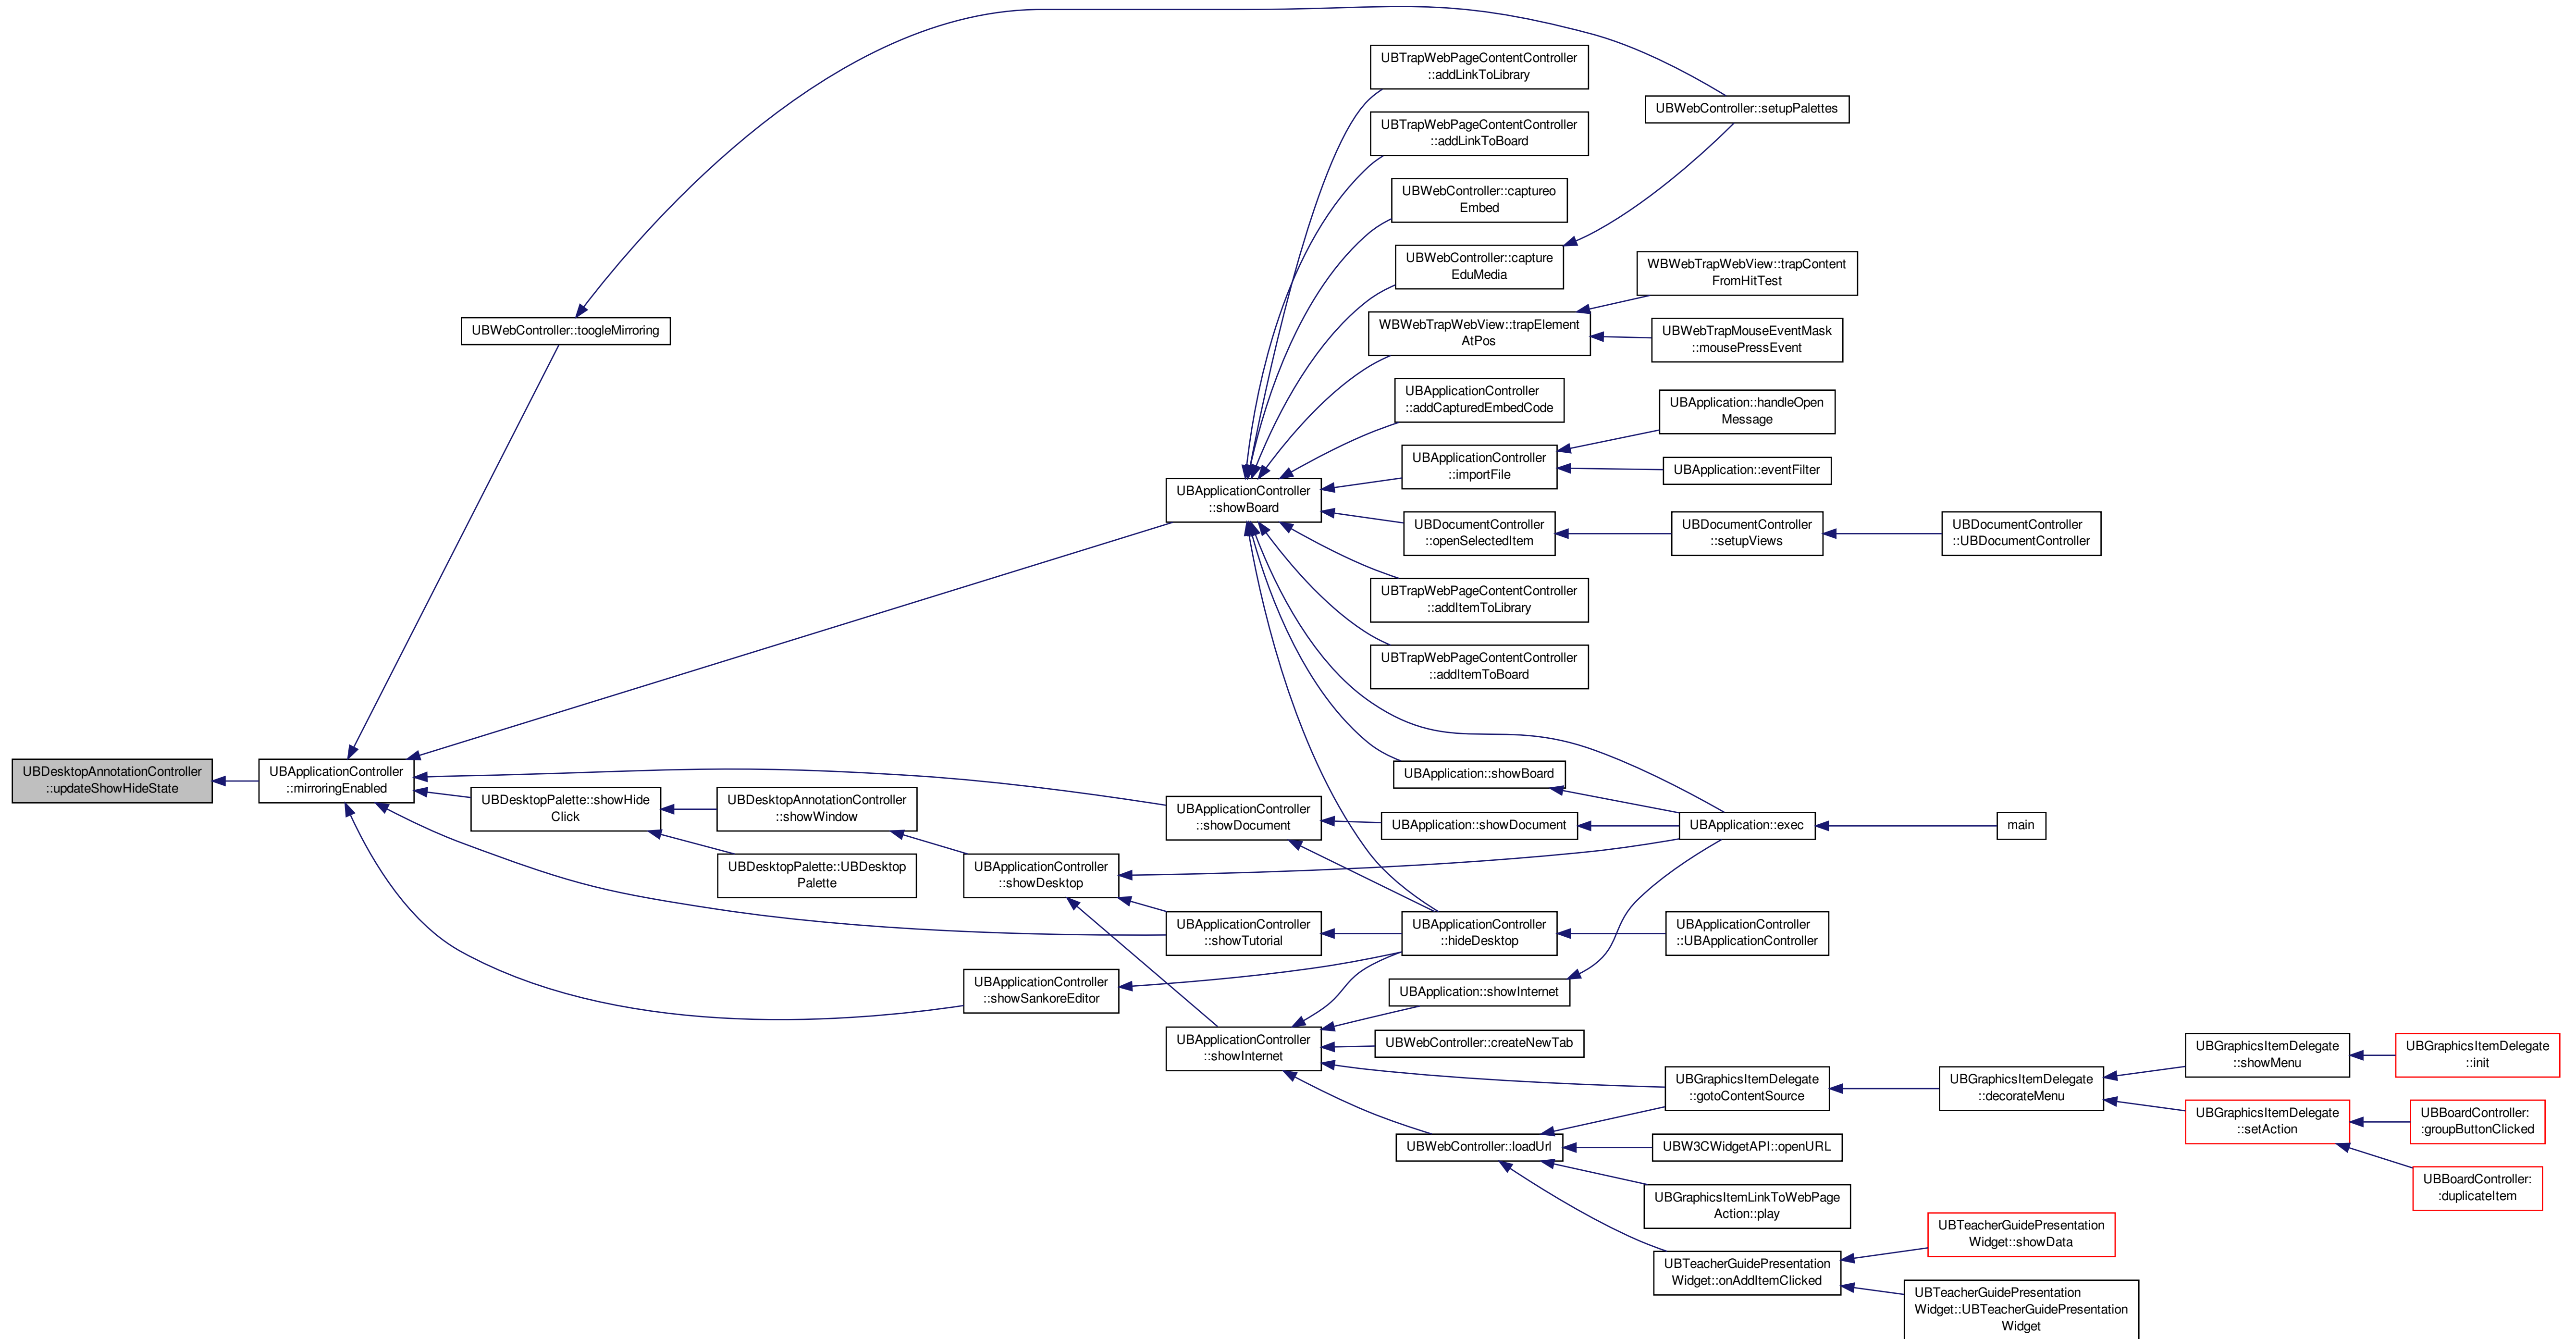 UBTrapWebPageContentController
::addLinkToLibrary
UBWebController::setupPalettes
UBTrapWebPageContentController
::addLinkToBoard
UBWebController::captureo
Embed
UBWebController::capture
EduMedia
WBWebTrapWebView::trapContent
FromHitTest
UBWebController::toogleMirroring
WBWebTrapWebView::trapElement
AtPos
UBWebTrapMouseEventMask
::mousePressEvent
UBApplicationController
::addCapturedEmbedCode
UBApplication::handleOpen
Message
UBApplicationController
::importFile
UBApplication::eventFilter
UBApplicationController
::showBoard
UBDocumentController
::openSelectedItem
UBDocumentController
::setupViews
UBDocumentController
::UBDocumentController
UBTrapWebPageContentController
::addItemToLibrary
UBTrapWebPageContentController
::addItemToBoard
UBDesktopAnnotationController
::updateShowHideState
UBApplicationController
::mirroringEnabled
UBApplication::showBoard
UBDesktopPalette::showHide
Click
UBDesktopAnnotationController
::showWindow
UBApplicationController
::showDocument
UBApplication::showDocument
UBApplication::exec
main
UBDesktopPalette::UBDesktop
Palette
UBApplicationController
::showDesktop
UBApplicationController
::showTutorial
UBApplicationController
::hideDesktop
UBApplicationController
::UBApplicationController
UBApplicationController
::showSankoreEditor
UBApplication::showInternet
UBApplicationController
::showInternet
UBWebController::createNewTab
UBGraphicsItemDelegate
::showMenu
UBGraphicsItemDelegate
::init
UBGraphicsItemDelegate
::gotoContentSource
UBGraphicsItemDelegate
::decorateMenu
UBGraphicsItemDelegate
::setAction
UBBoardController:
:groupButtonClicked
UBWebController::loadUrl
UBW3CWidgetAPI::openURL
UBBoardController:
:duplicateItem
UBGraphicsItemLinkToWebPage
Action::play
UBTeacherGuidePresentation
Widget::showData
UBTeacherGuidePresentation
Widget::onAddItemClicked
UBTeacherGuidePresentation
Widget::UBTeacherGuidePresentation
Widget